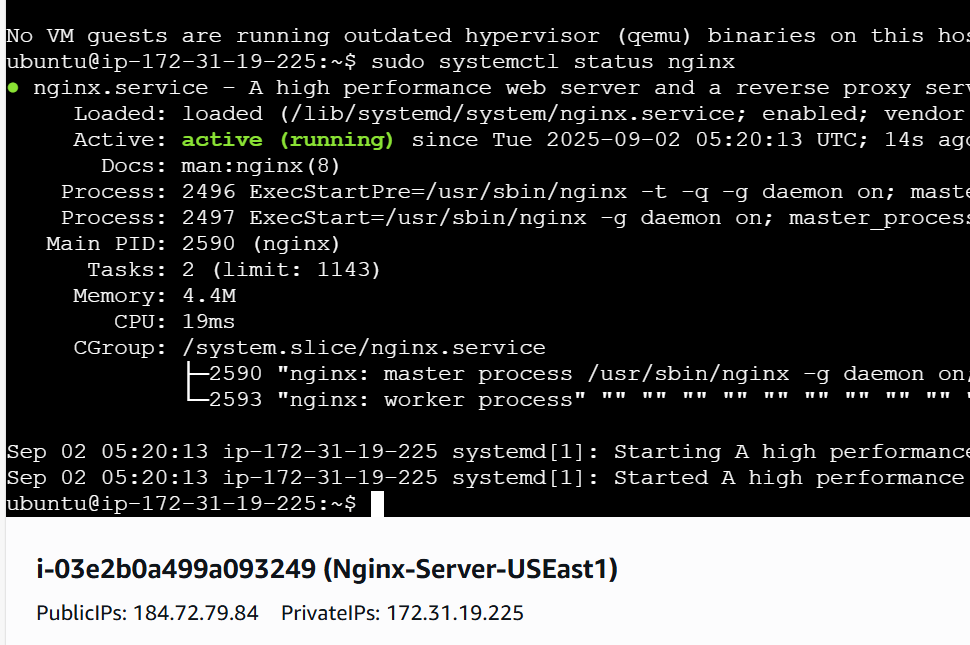 No VM guests are running outdated hypervisor (qemu) binaries on this
ubuntu@ip-172-31-19-225:~$ sudo systemctl status nginx
● nginx.service - A high performance web server and a reverse proxy
Loaded: loaded (/lib/systemd/system/nginx.service; enabled; vendor
Active: active (running) since Tue 2025-09-02 05:20:13 UTC; 14s
Docs: man:nginx(8)
Process: 2496 ExecStartPre=/usr/sbin/nginx -t -q -g daemon on;
Process: 2497 ExecStart=/usr/sbin/nginx -g daemon on; master_process
Main PID: 2590 (nginx)
Tasks: 2 (limit: 1143)
Memory: 4.4M
CPU: 19ms
CGroup: /system.slice/nginx.service
├─2590 "nginx: master process /usr/sbin/nginx -g daemon on;
└─2593 "nginx: worker process" "" "" "" "" "" "" "" "" ""
Sep 02 05:20:13 ip-172-31-19-225 systemd[1]: Starting A high performance
Sep 02 05:20:13 ip-172-31-19-225 systemd[1]: Started A high performance
ubuntu@ip-172-31-19-225:~$
i-03e2b0a499a093249 (Nginx-Server-USEast1)
PublicIPs: 184.72.79.84 PrivateIPs: 172.31.19.225